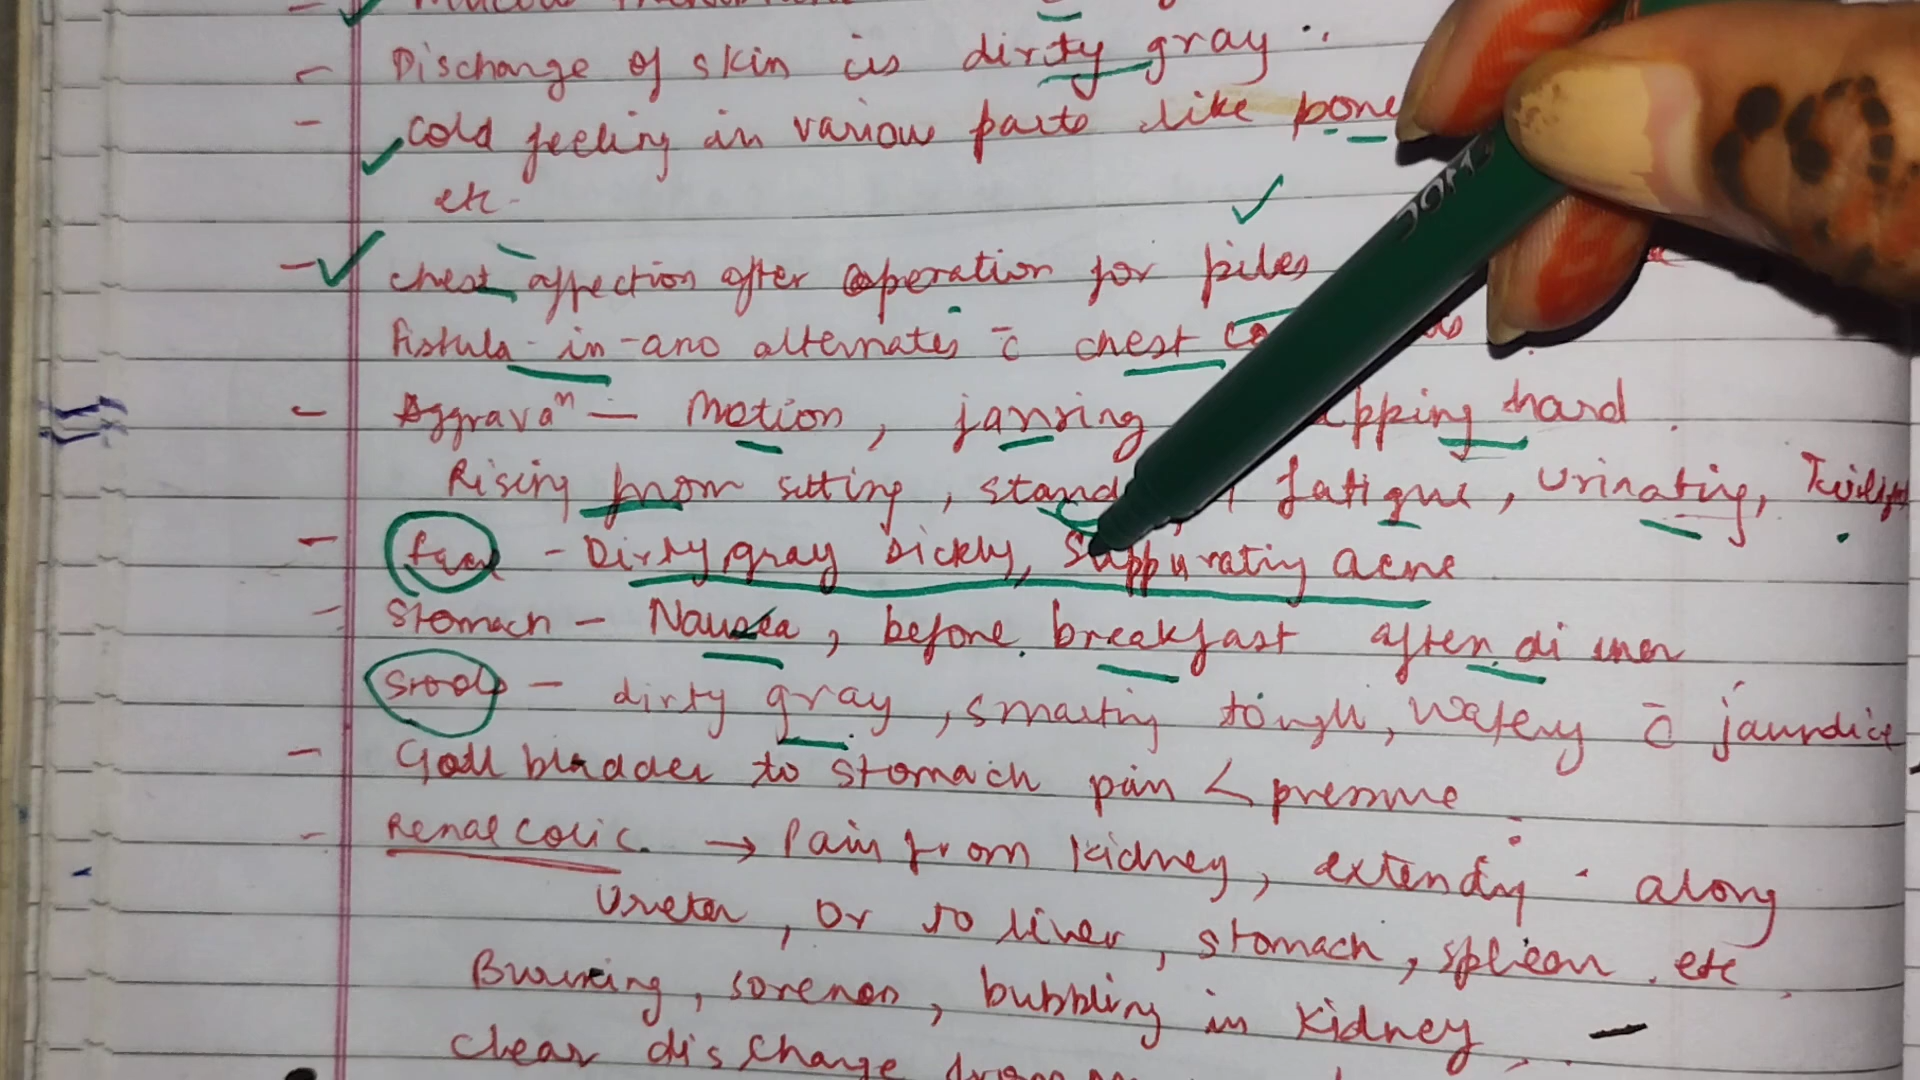 - Discharge of skin is dirty gray
- cold feeling in various parts like bone
etc.
- chest affection after operation for piles
fistula-in-ano alternates c̄ chest
- Aggravaⁿ - Motion, jarring pping hard.
Rising from sitting, stand fatigue, urinating,
- face - Dirty gray sickly, suppurating acne
- Stomach - Nausea, before breakfast after
Stool - dirty gray, smarting tough, watery c̄ jaundice
- Gall bladder to stomach pain < pressure
- Renal colic. → Pain from kidney, extending along
Ureter, or to liver, stomach, spleen. etc
Burning, soreness, bubbling in kidney
clear discharge